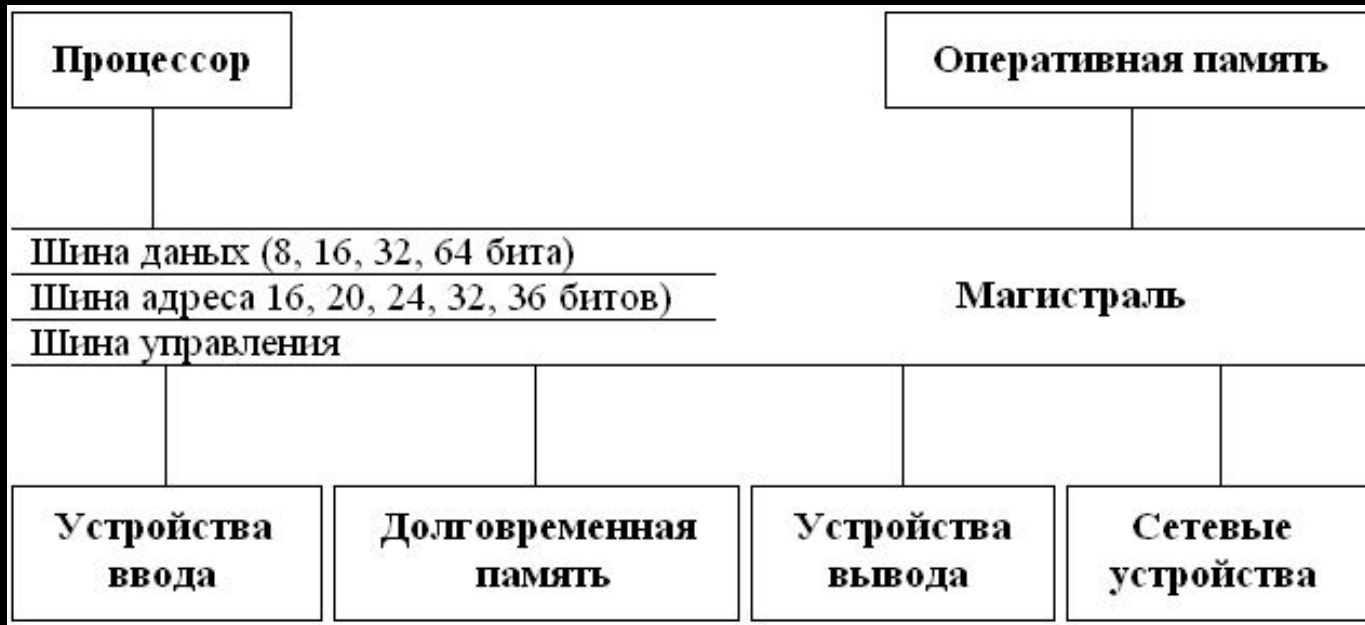 Процессор
Оперативная память
Шина даных (8, 16, 32, 64 бита)
Шина адреса 16, 20, 24, 32, 36 битов)
Шина управления
Магистраль
Устройства
ввода
Долговременная
память
Устройства
вывода
Сетевые
устройства